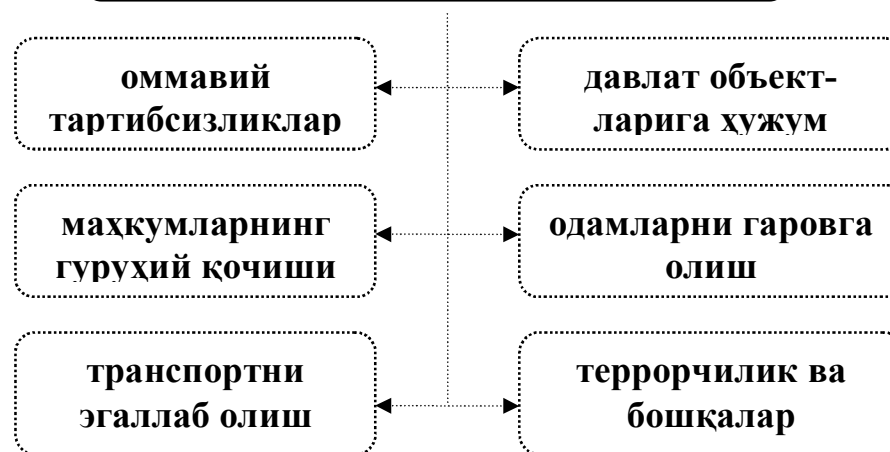 оммавий
тартибсизликлар
давлат объект-
ларига ҳужум
маҳкумларнинг
гуруҳий қочиши
одамларни гаровга
олиш
транспортни
эгаллаб олиш
террорчилик ва
бошқалар